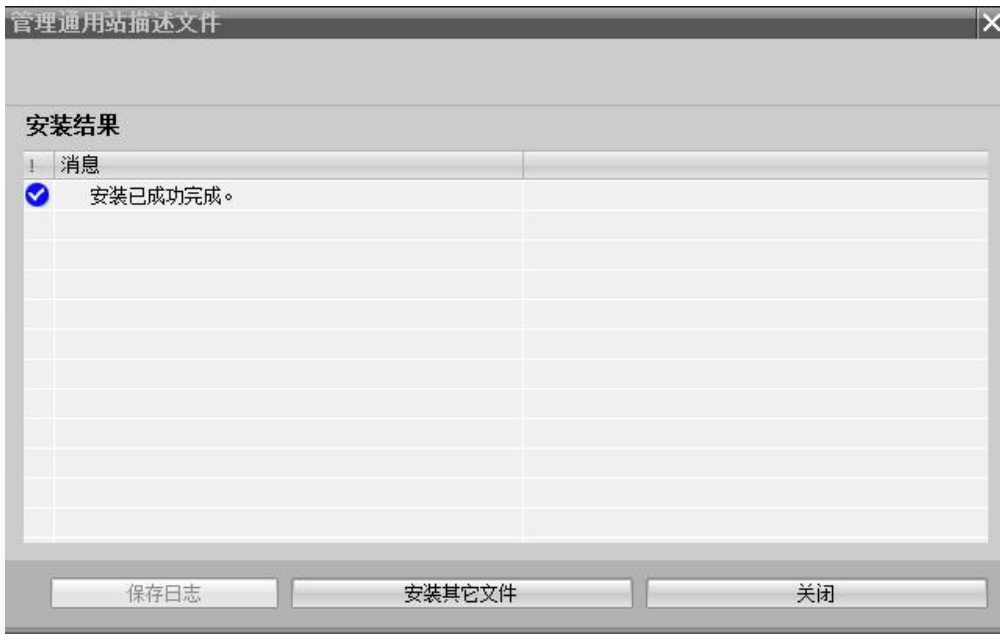 管理通用站描述文件
安装结果
! 消息
安装已成功完成。
保存日志 安装其它文件 关闭